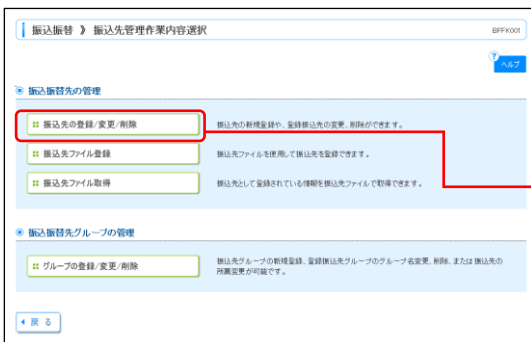 振込振替 》 振込先管理作業内容選択
BFFK001
?
ヘルプ
振込振替先の管理
振込先の登録/変更/削除
振込先の新規登録や、登録振込先の変更、削除ができます。
振込先ファイル登録
振込先ファイルを使用して振込先を登録できます。
振込先ファイル取得
振込先として登録されている情報を振込先ファイルで取得できます。
振込振替先グループの管理
グループの登録/変更/削除
振込先グループの新規登録、登録振込先グループのグループ名変更、削除、または振込先の
所属変更が可能です。
戻 る